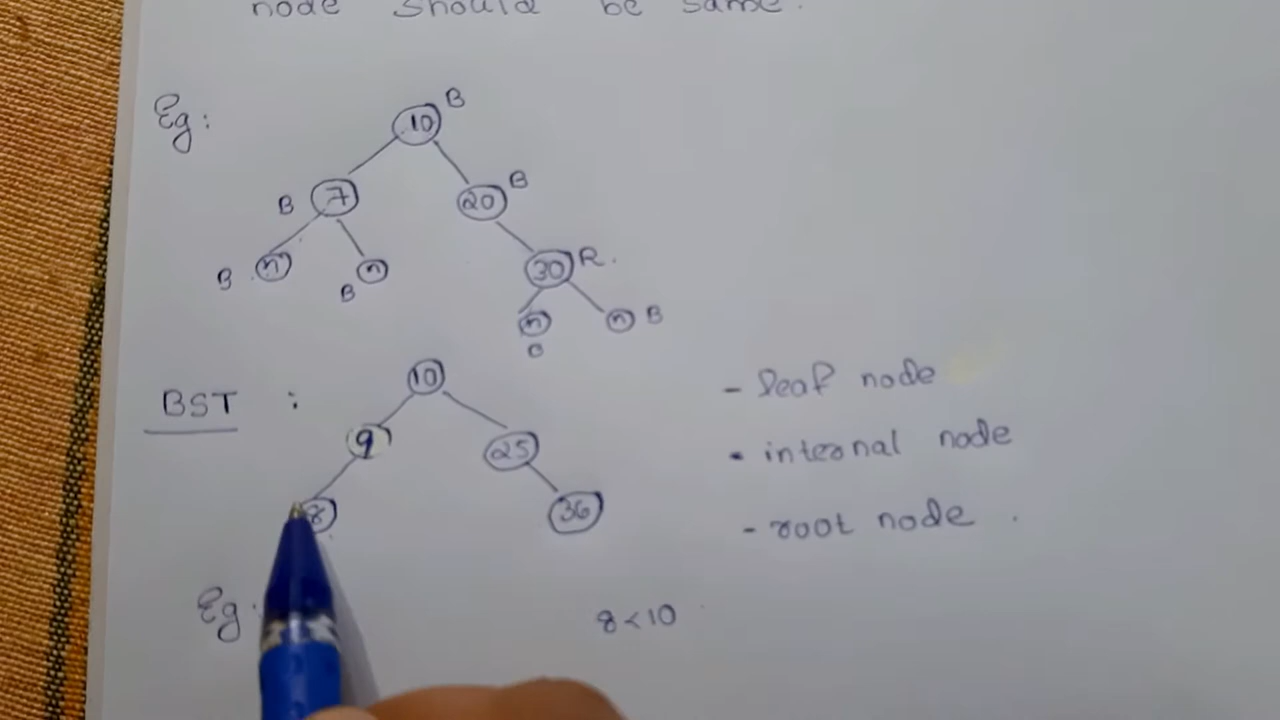 node should be same.
Eg:
10 B
B 7
20 B
B n
B n
30 R.
n B
n B
BST :
10
9
25
8
36
- leaf node
• internal node
- root node .
Eg:
8 < 10